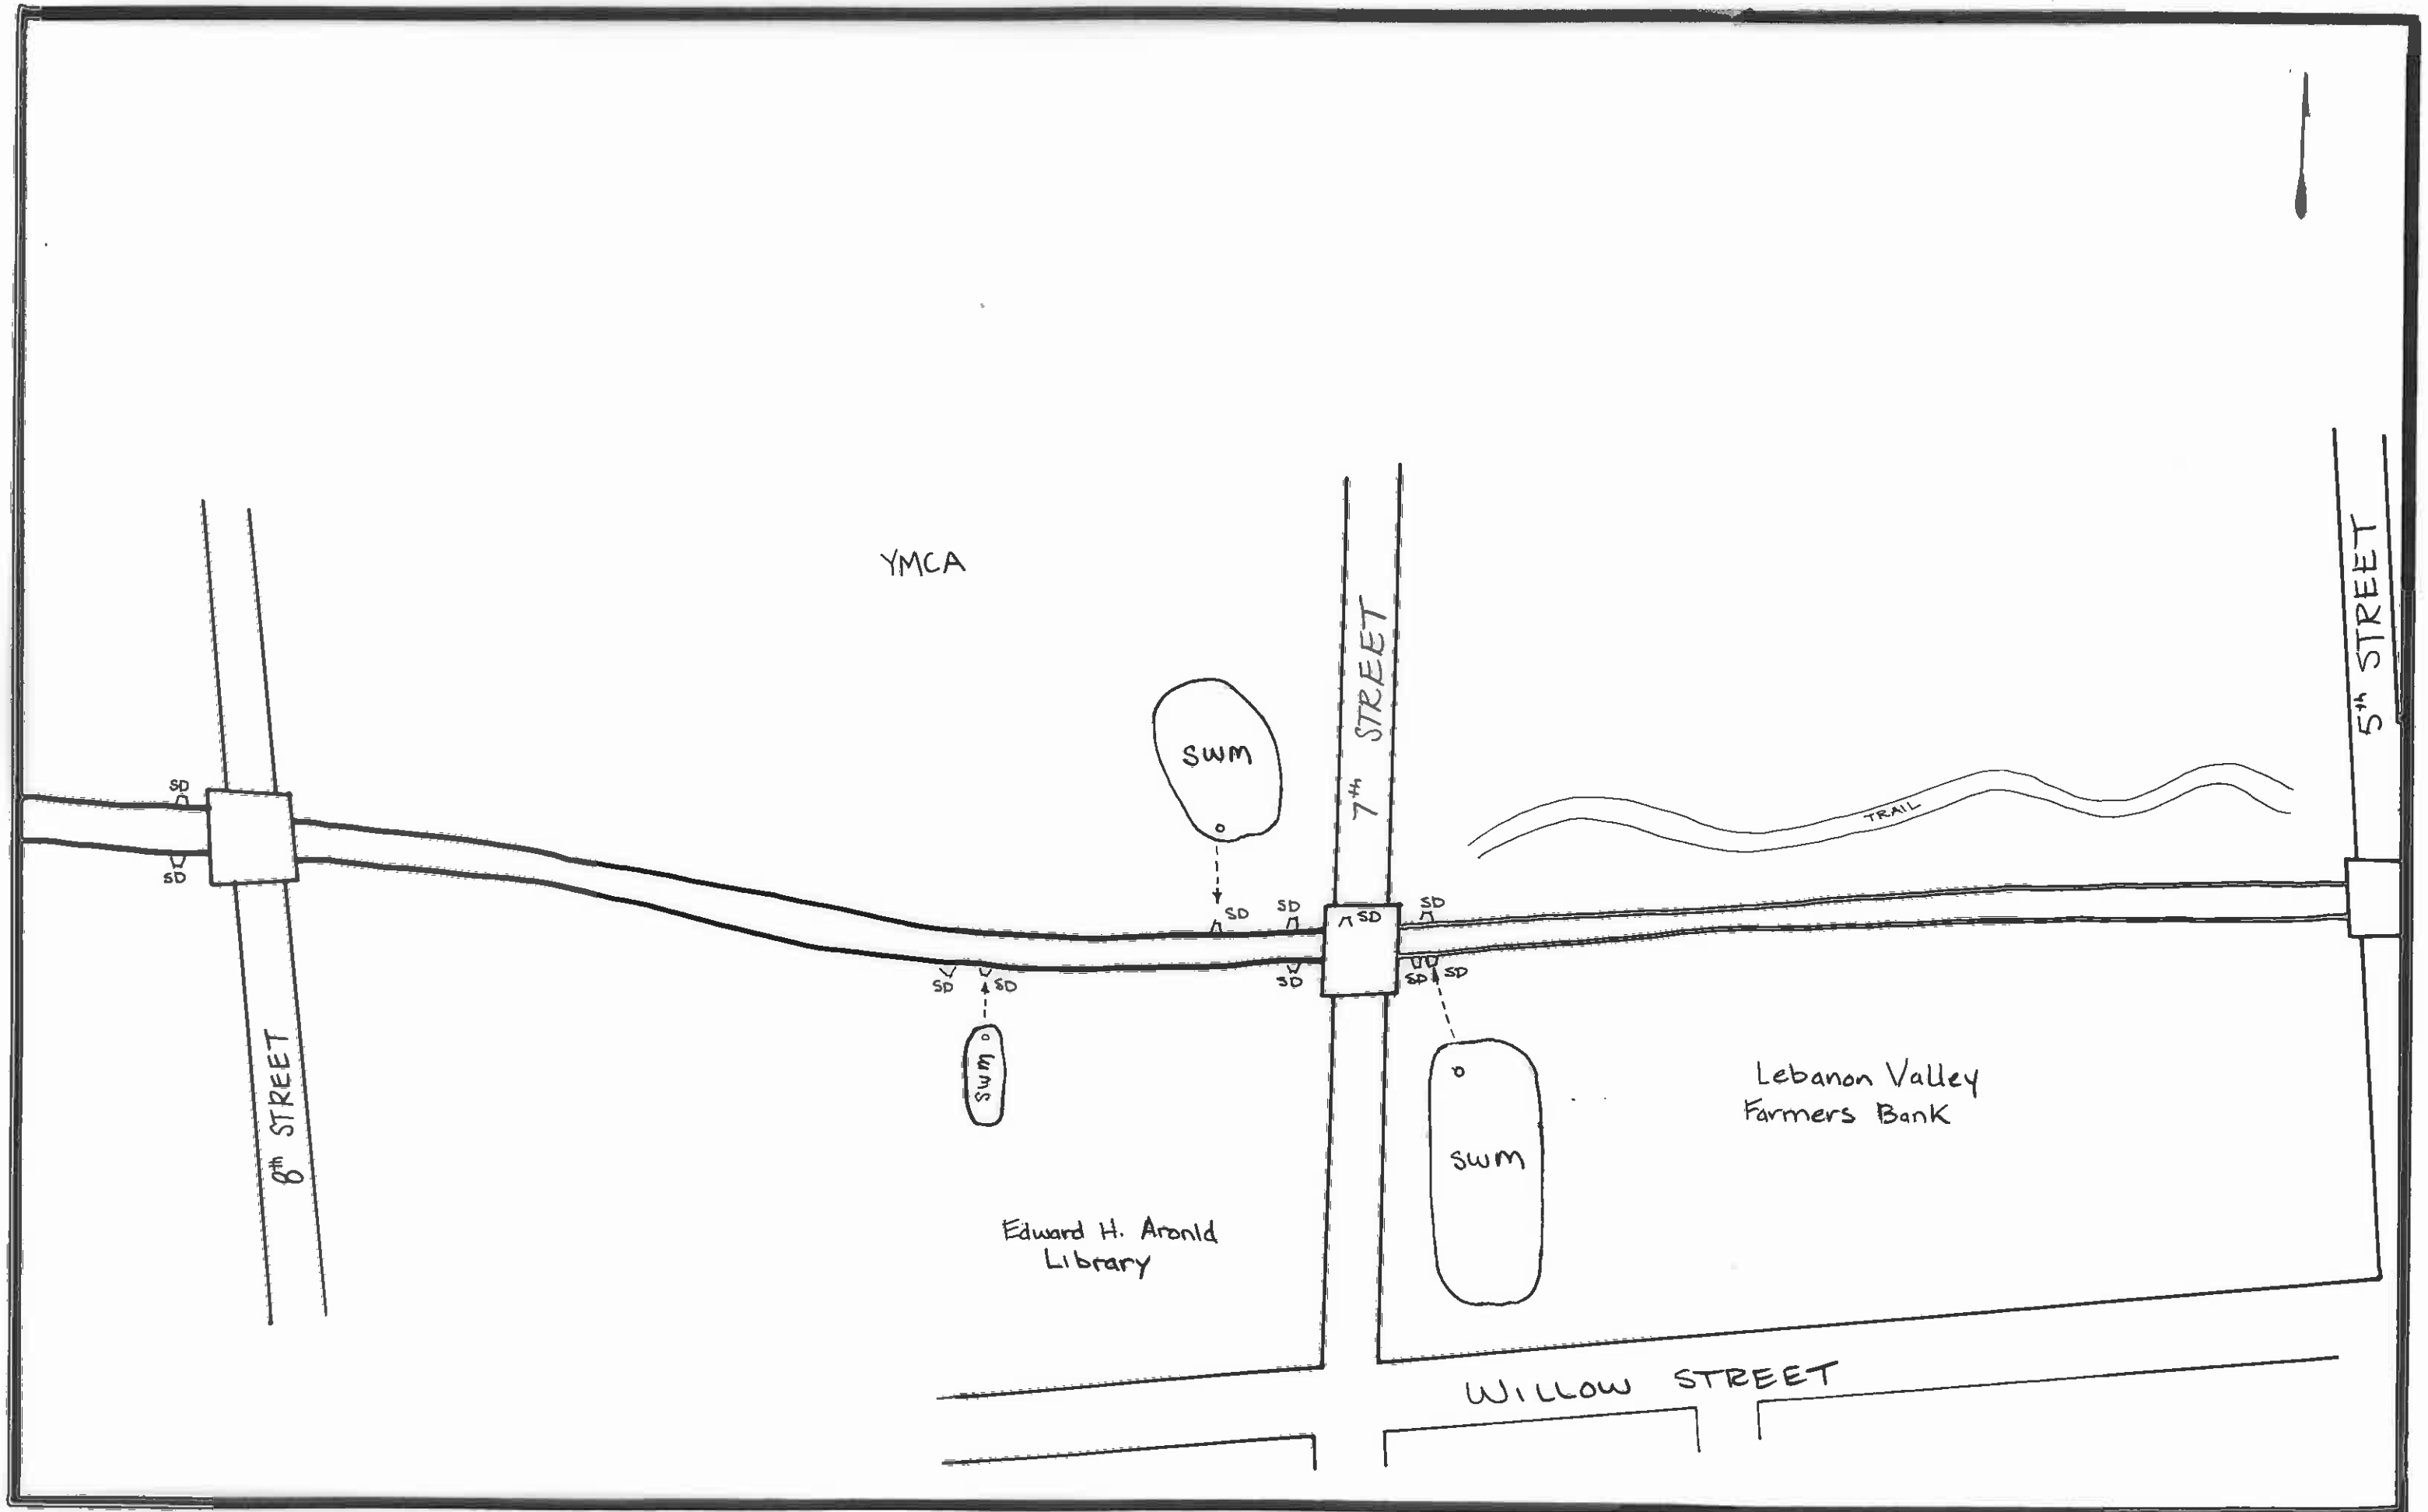 YMCA
5th STREET
7th STREET
SWM
SD
TRAIL
SD
SD
SD
SD
SD
SD
SD
SD
SD
SD
SD
SWM
8th STREET
Lebanon Valley
Farmers Bank
SWM
Edward H. Aronld
Library
WILLOW STREET